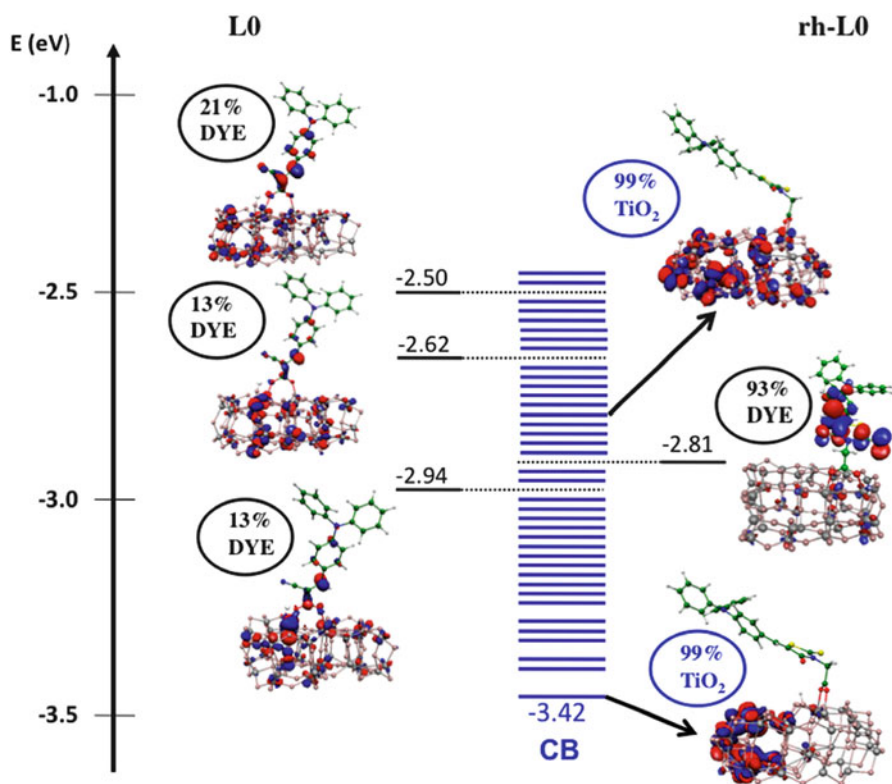 L0
rh-L0
E (eV)
-1.0
-2.5
-3.0
-3.5
21%
DYE
13%
DYE
13%
DYE
-2.50
-2.62
-2.94
-3.42
CB
-2.81
99%
TiO₂
93%
DYE
99%
TiO₂